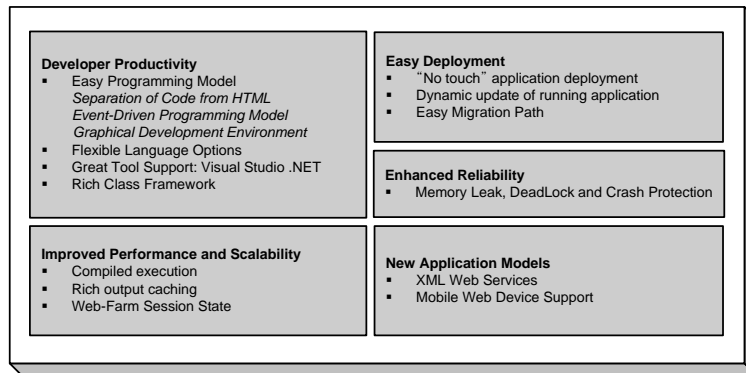 Developer Productivity
▪ Easy Programming Model
Separation of Code from HTML
Event-Driven Programming Model
Graphical Development Environment
▪ Flexible Language Options
▪ Great Tool Support: Visual Studio .NET
▪ Rich Class Framework
Easy Deployment
▪ “No touch” application deployment
▪ Dynamic update of running application
▪ Easy Migration Path
Enhanced Reliability
▪ Memory Leak, DeadLock and Crash Protection
Improved Performance and Scalability
▪ Compiled execution
▪ Rich output caching
▪ Web-Farm Session State
New Application Models
▪ XML Web Services
▪ Mobile Web Device Support